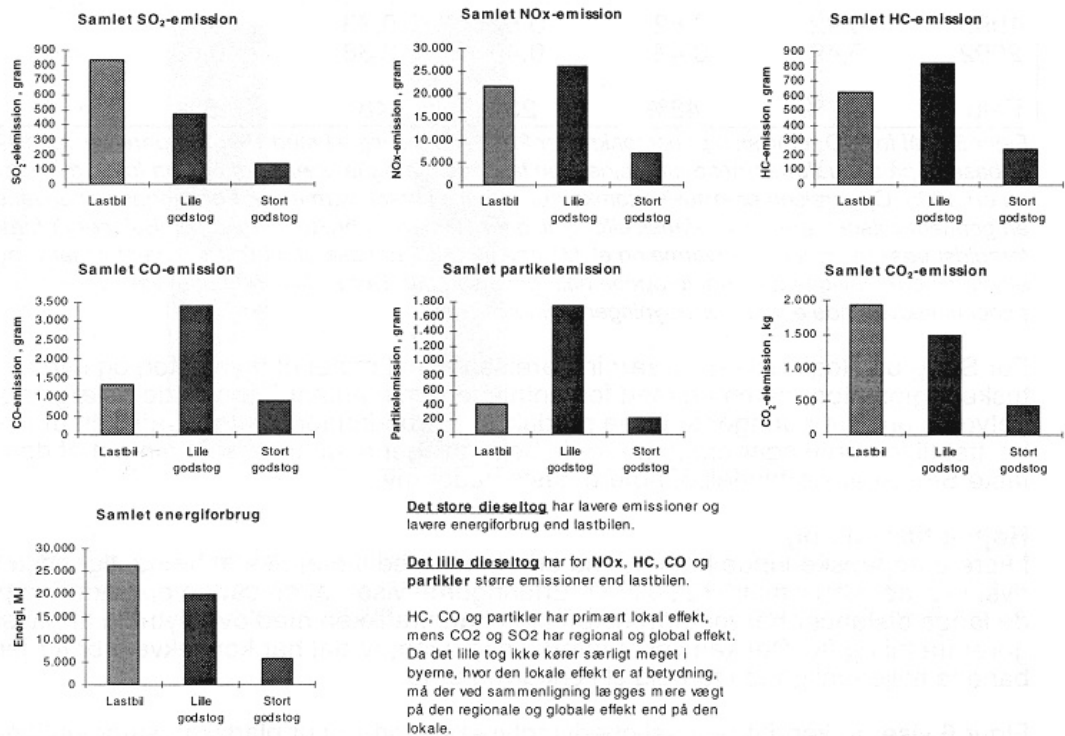 Samlet SO₂-emission
SO₂-elemission , gram
900
800
700
600
500
400
300
200
100
0
Lastbil
Lille
godstog
Stort
godstog
Samlet NOx-emission
NOx-emission , gram
30.000
25.000
20.000
15.000
10.000
5.000
0
Lastbil
Lille
godstog
Stort
godstog
Samlet HC-emission
HC-emission , gram
900
800
700
600
500
400
300
200
100
0
Lastbil
Lille
godstog
Stort
godstog
Samlet CO-emission
CO-emission , gram
3.500
3.000
2.500
2.000
1.500
1.000
500
0
Lastbil
Lille
godstog
Stort
godstog
Samlet partikelemission
Partikelemission , gram
1.800
1.600
1.400
1.200
1.000
800
600
400
200
0
Lastbil
Lille
godstog
Stort
godstog
Samlet CO₂-emission
CO₂-emission , kg
2.000
1.500
1.000
500
0
Lastbil
Lille
godstog
Stort
godstog
Samlet energiforbrug
Energi, MJ
30.000
25.000
20.000
15.000
10.000
5.000
0
Lastbil
Lille
godstog
Stort
godstog
Det store dieseltog har lavere emissioner og
lavere energiforbrug end lastbilen.
Det lille dieseltog har for NOx, HC, CO og
partikler større emissioner end lastbilen.
HC, CO og partikler har primært lokal effekt,
mens CO2 og SO2 har regional og global effekt.
Da det lille tog ikke kører særligt meget i
byerne, hvor den lokale effekt er af betydning,
må der ved sammenligning lægges mere vægt
på den regionale og globale effekt end på den
lokale.